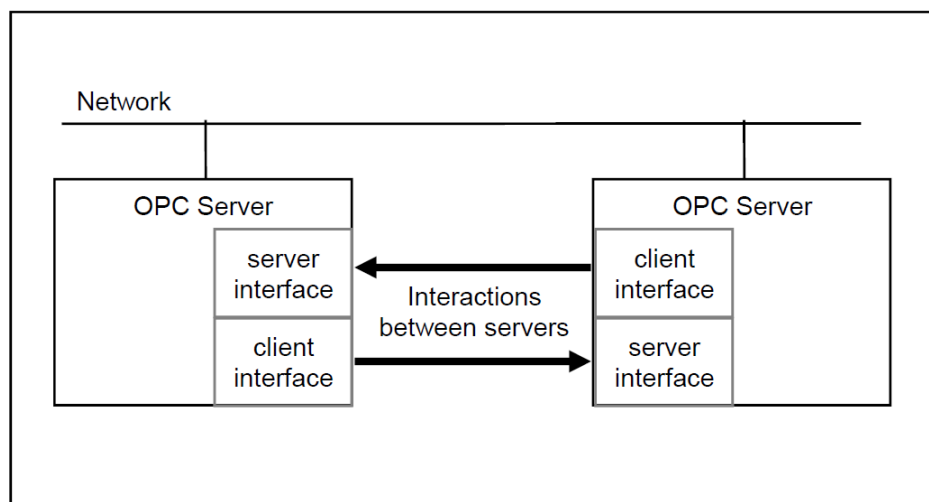 Network
OPC Server
server
interface
client
interface
Interactions
between servers
OPC Server
client
interface
server
interface